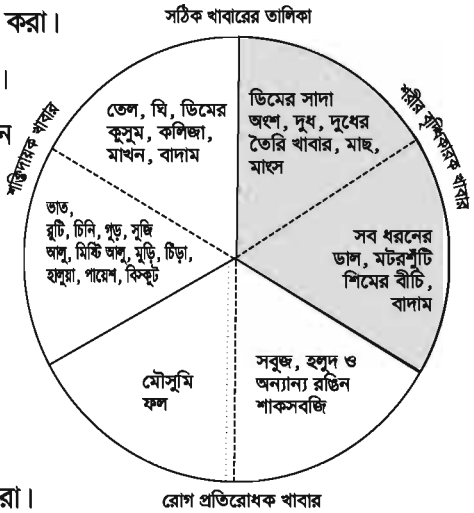 করা।
সঠিক খাবারের তালিকা
।
ন
শক্তিদায়ক খাবার
তেল, ঘি, ডিমের
কুসুম, কলিজা,
মাখন, বাদাম
ডিমের সাদা
অংশ, দুধ, দুধের
তৈরি খাবার, মাছ,
মাংস
শরীর বৃদ্ধিকারক খাবার
ভাত,
রুটি, চিনি, গুড়, সুজি
আলু, মিষ্টি আলু, মুড়ি, চিঁড়া,
হালুয়া, পায়েশ, বিস্কুট
সব ধরনের
ডাল, মটরশুঁটি
শিমের বীচি,
বাদাম
মৌসুমি
ফল
সবুজ, হলুদ ও
অন্যান্য রঙিন
শাকসবজি
রা।
রোগ প্রতিরোধক খাবার